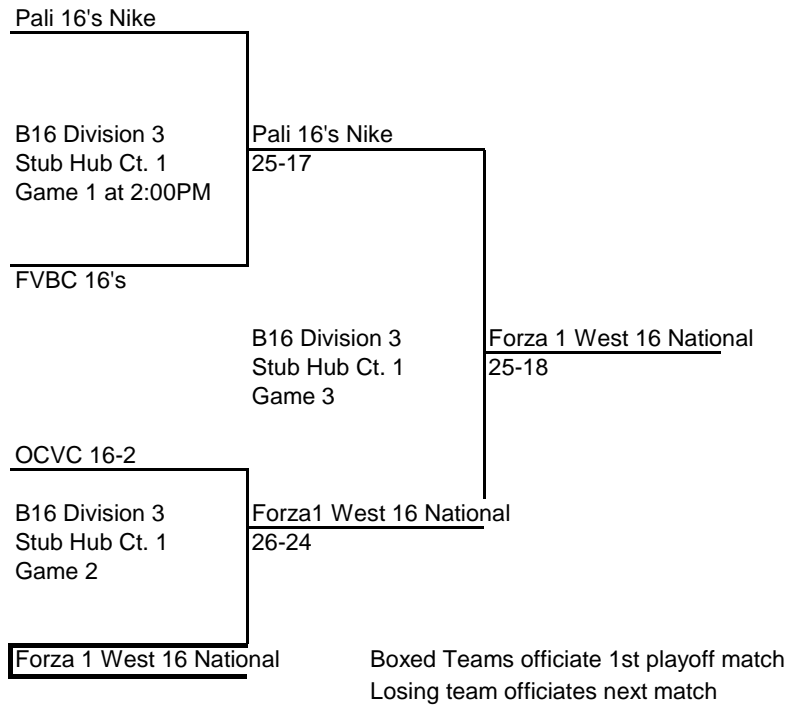 Pali 16's Nike
B16 Division 3
Stub Hub Ct. 1
Game 1 at 2:00PM
Pali 16's Nike
25-17
FVBC 16's
B16 Division 3
Stub Hub Ct. 1
Game 3
Forza 1 West 16 National
25-18
OCVC 16-2
B16 Division 3
Stub Hub Ct. 1
Game 2
Forza1 West 16 National
26-24
Forza 1 West 16 National
Boxed Teams officiate 1st playoff match
Losing team officiates next match